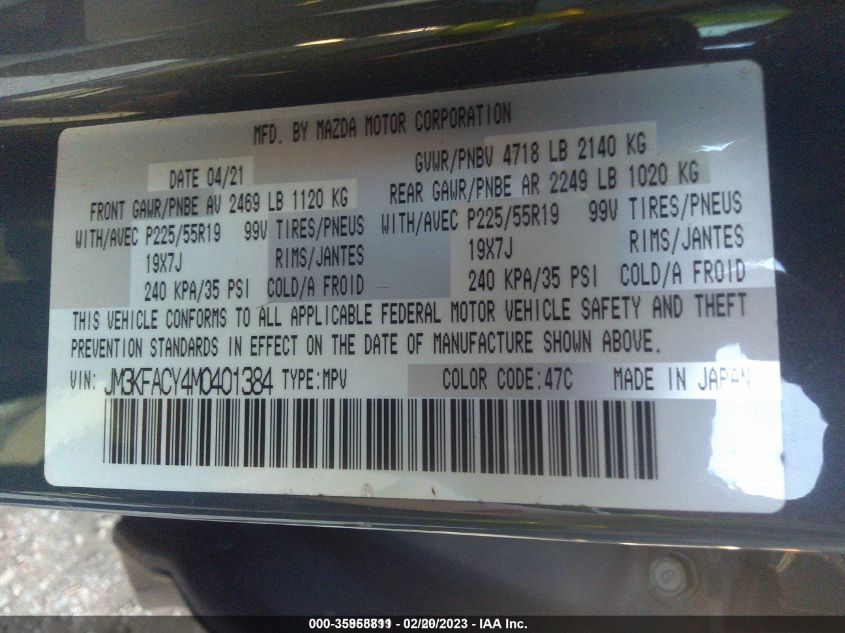 MFD. BY MAZDA MOTOR CORPORATION
DATE 04/21 GVWR/PNBV 4718 LB 2140 KG
FRONT GAWR/PNBE AV 2469 LB 1120 KG REAR GAWR/PNBE AR 2249 LB 1020 KG
WITH/AVEC P225/55R19 99V TIRES/PNEUS WITH/AVEC P225/55R19 99V TIRES/PNEUS
19X7J RIMS/JANTES 19X7J RIMS/JANTES
240 KPA/35 PSI COLD/A FROID 240 KPA/35 PSI COLD/A FROID
THIS VEHICLE CONFORMS TO ALL APPLICABLE FEDERAL MOTOR VEHICLE SAFETY AND THEFT
PREVENTION STANDARDS IN EFFECT ON THE DATE OF MANUFACTURE SHOWN ABOVE.
VIN: JM3KFACY4M0401384 TYPE:MPV COLOR CODE:47C MADE IN JAPAN
- IAA Inc.